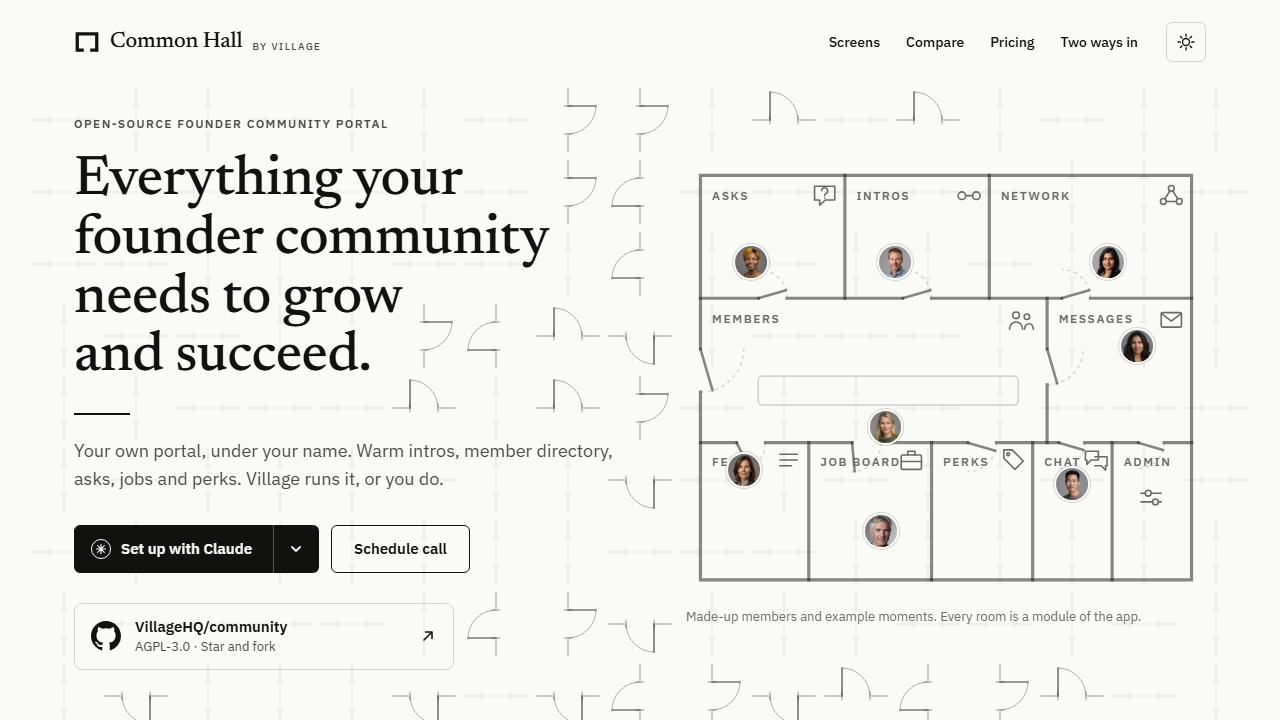 Common Hall BY VILLAGE
Screens
Compare
Pricing
Two ways in
OPEN-SOURCE FOUNDER COMMUNITY PORTAL
Everything your
founder community
needs to grow
and succeed.
Your own portal, under your name. Warm intros, member directory,
asks, jobs and perks. Village runs it, or you do.
Set up with Claude
Schedule call
VillageHQ/community
AGPL-3.0 · Star and fork
ASKS
INTROS
NETWORK
MEMBERS
MESSAGES
JOB BOARD
PERKS
CHAT
ADMIN
Made-up members and example moments. Every room is a module of the app.